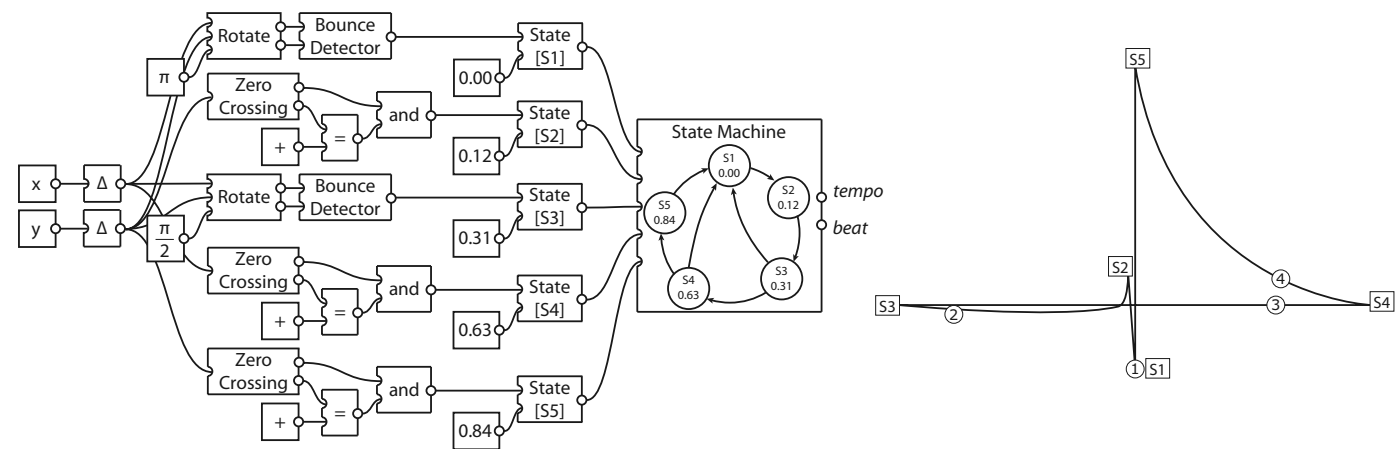 x
Δ
y
Δ
π
π
2
Rotate
Bounce
Detector
0.00
State
[S1]
Zero
Crossing
+
=
and
0.12
State
[S2]
Rotate
Bounce
Detector
0.31
State
[S3]
Zero
Crossing
+
=
and
0.63
State
[S4]
Zero
Crossing
+
=
and
0.84
State
[S5]
State Machine
S1
0.00
S2
0.12
S3
0.31
S4
0.63
S5
0.84
tempo
beat
S5
S2
4
S3
2
3
S4
1
S1